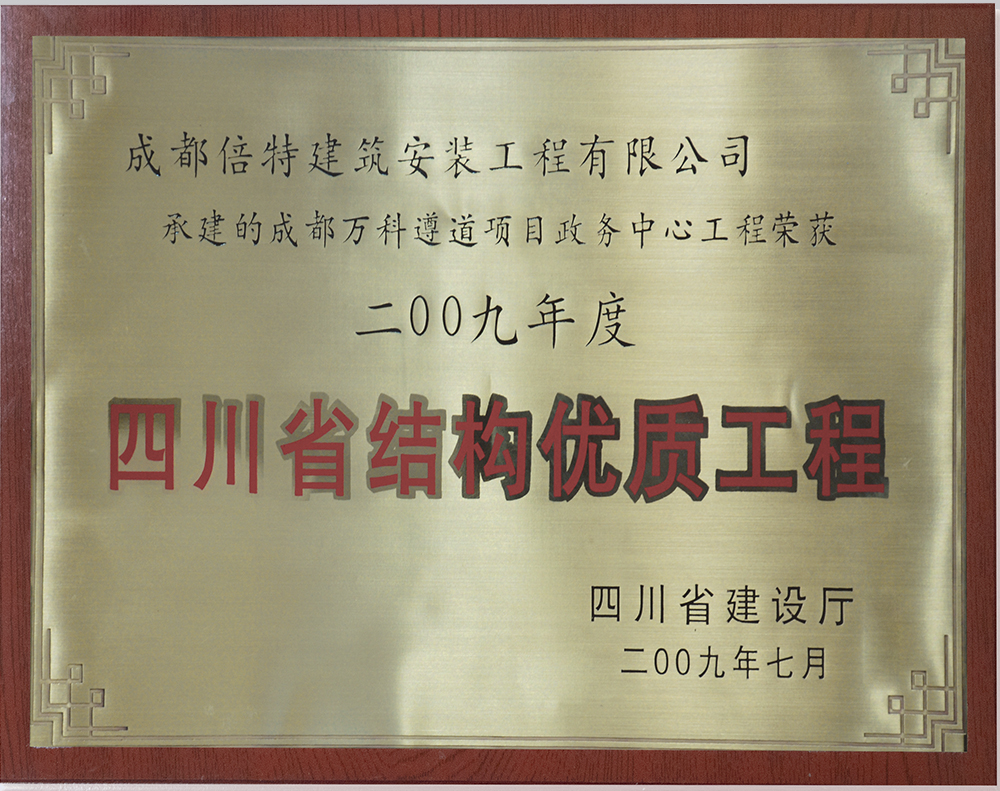 成都倍特建筑安装工程有限公司
承建的成都万科遵道项目政务中心工程荣获
二00九年度
四川省结构优质工程
四川省建设厅
二00九年七月